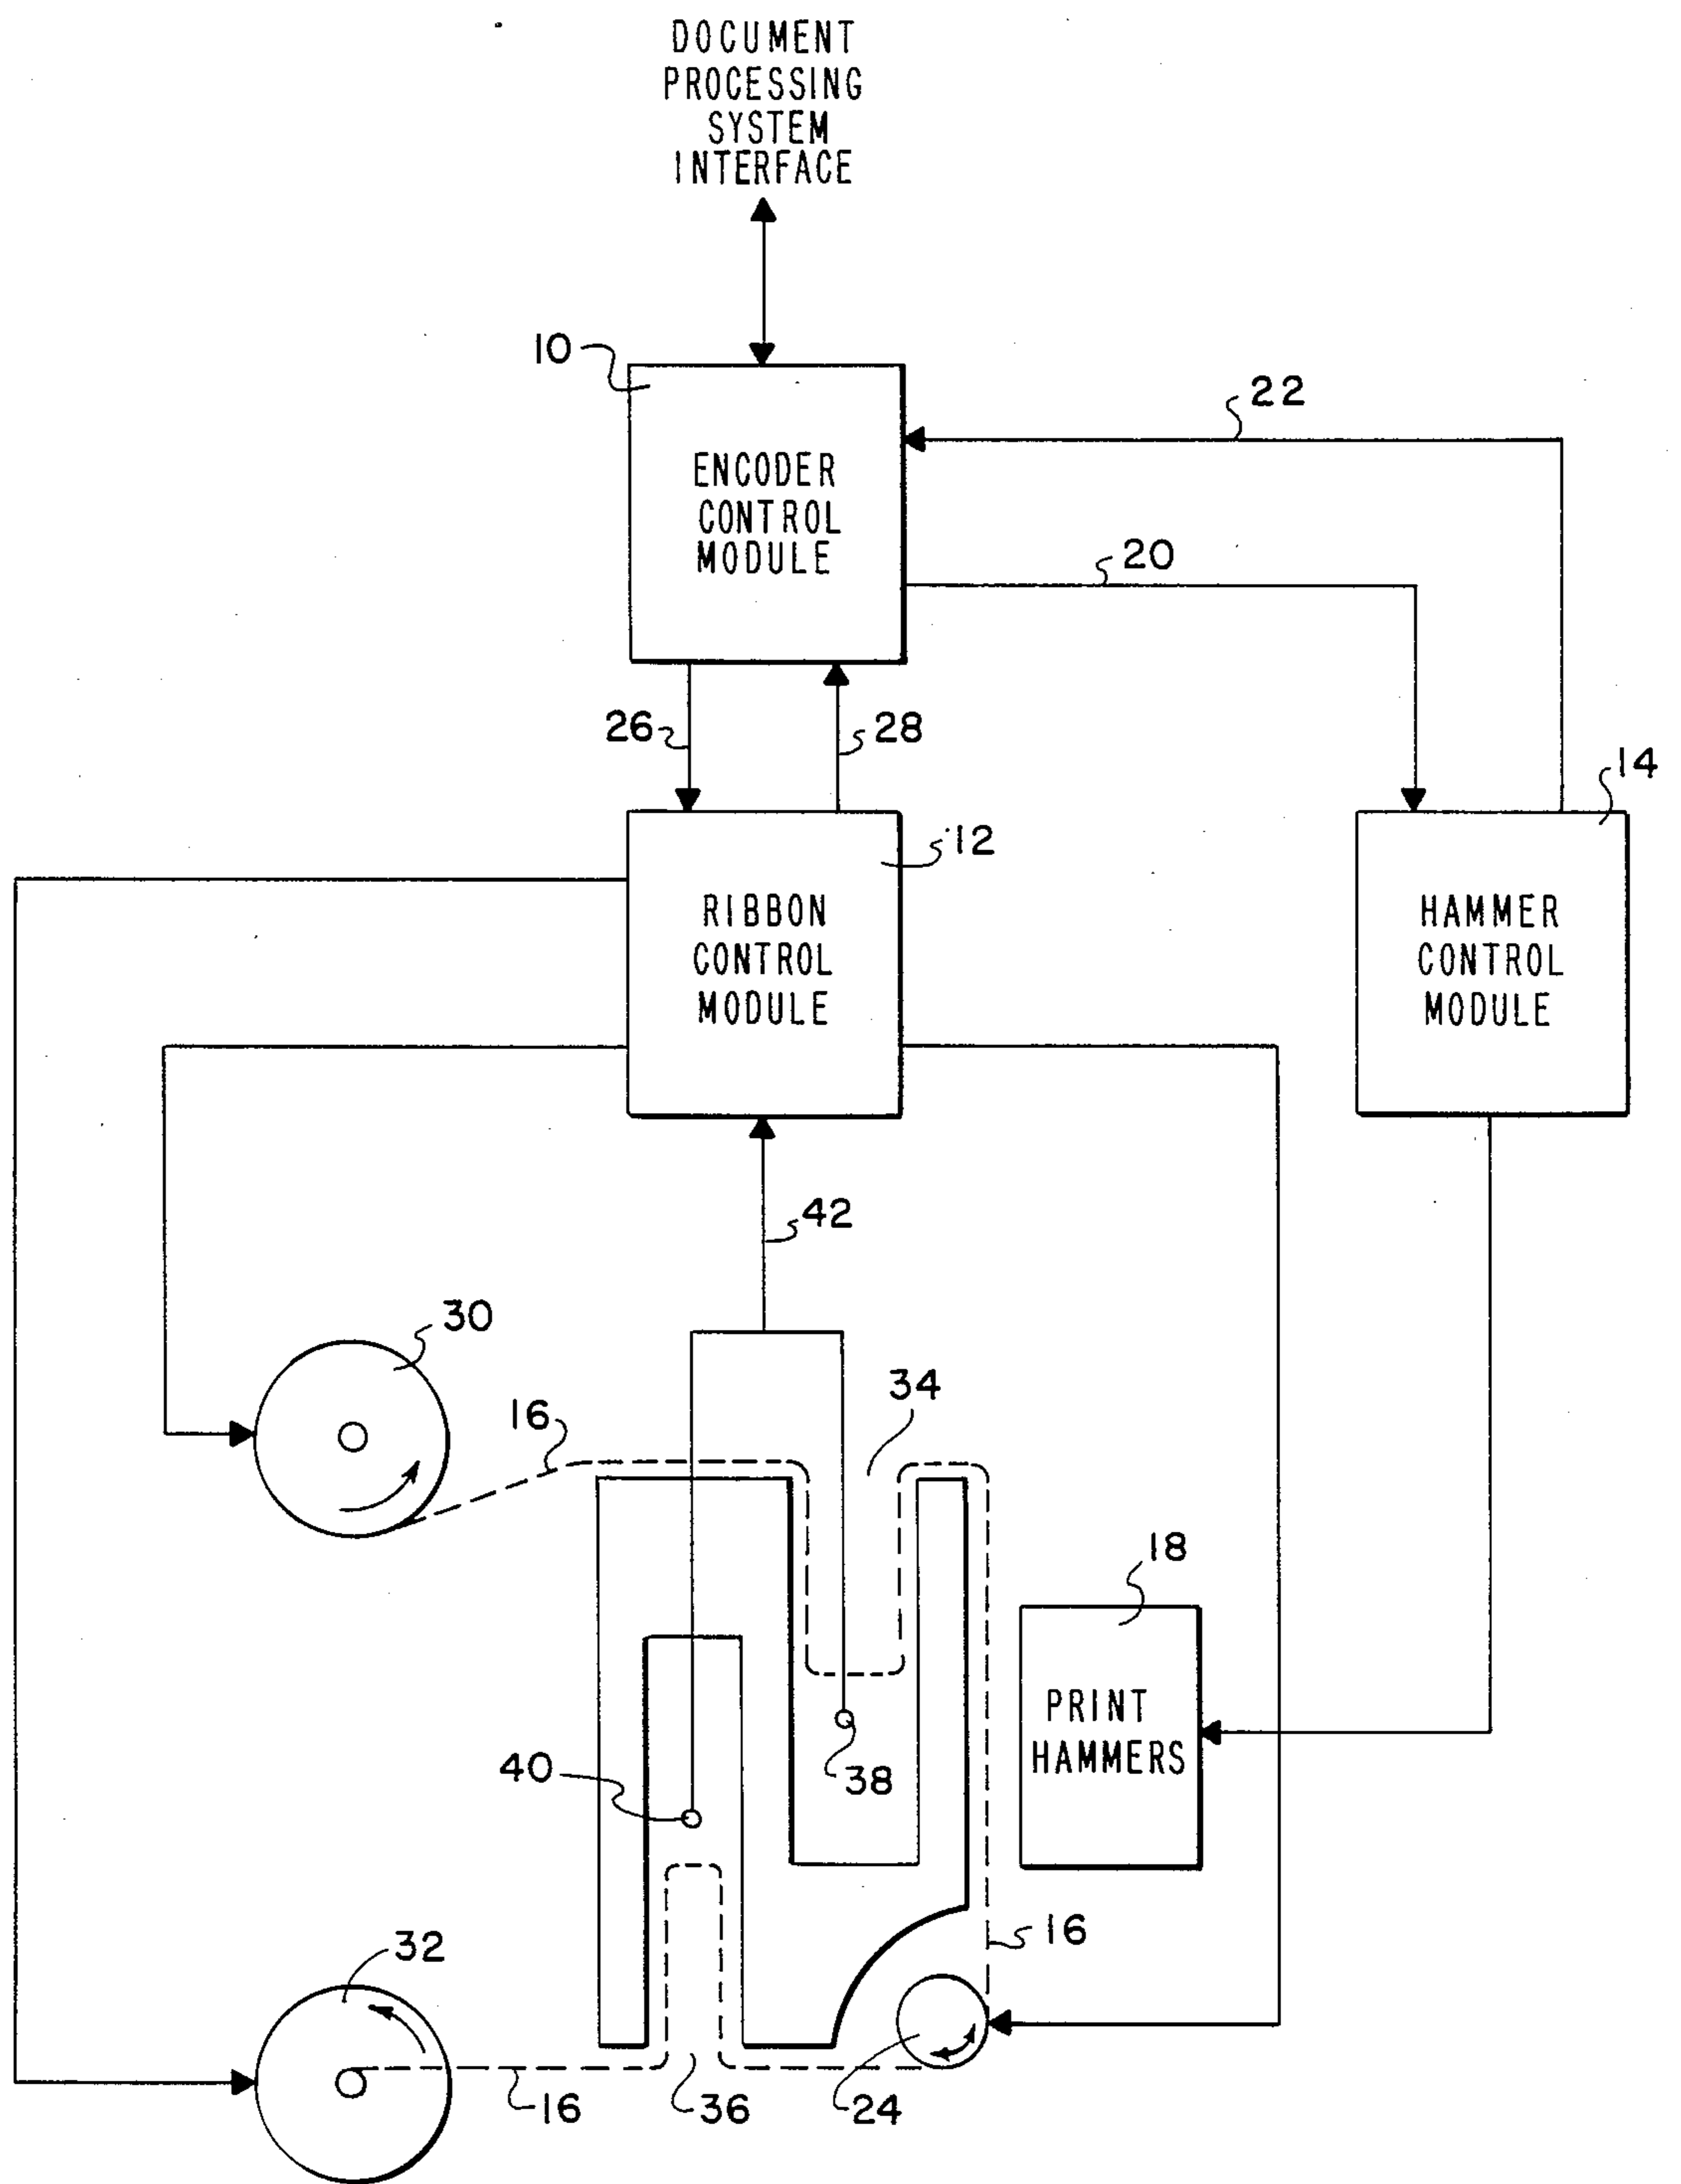 DOCUMENT
PROCESSING
SYSTEM
INTERFACE
10
22
ENCODER
CONTROL
MODULE
20
26
28
14
12
RIBBON
CONTROL
MODULE
HAMMER
CONTROL
MODULE
42
30
34
16
18
PRINT
HAMMERS
40
38
16
32
16
36
24